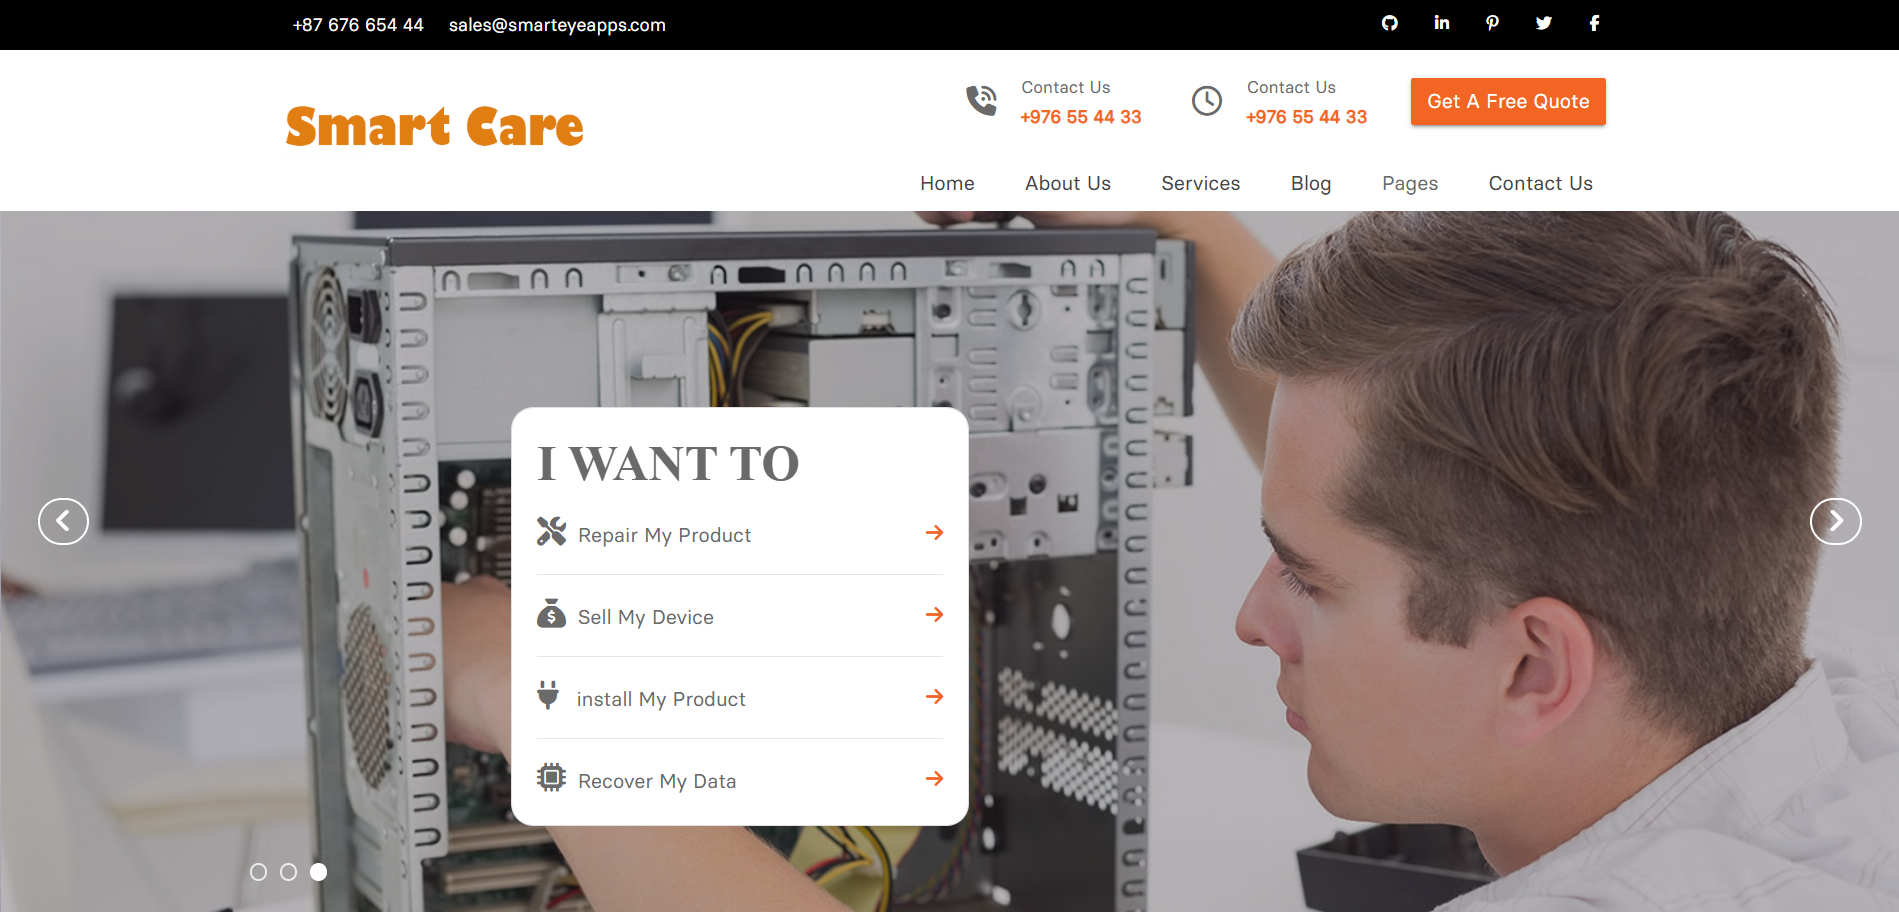 +87 676 654 44 sales@smarteyeapps.com
Smart Care
Contact Us
+976 55 44 33
Contact Us
+976 55 44 33
Get A Free Quote
Home About Us Services Blog Pages Contact Us
I WANT TO
Repair My Product
Sell My Device
install My Product
Recover My Data